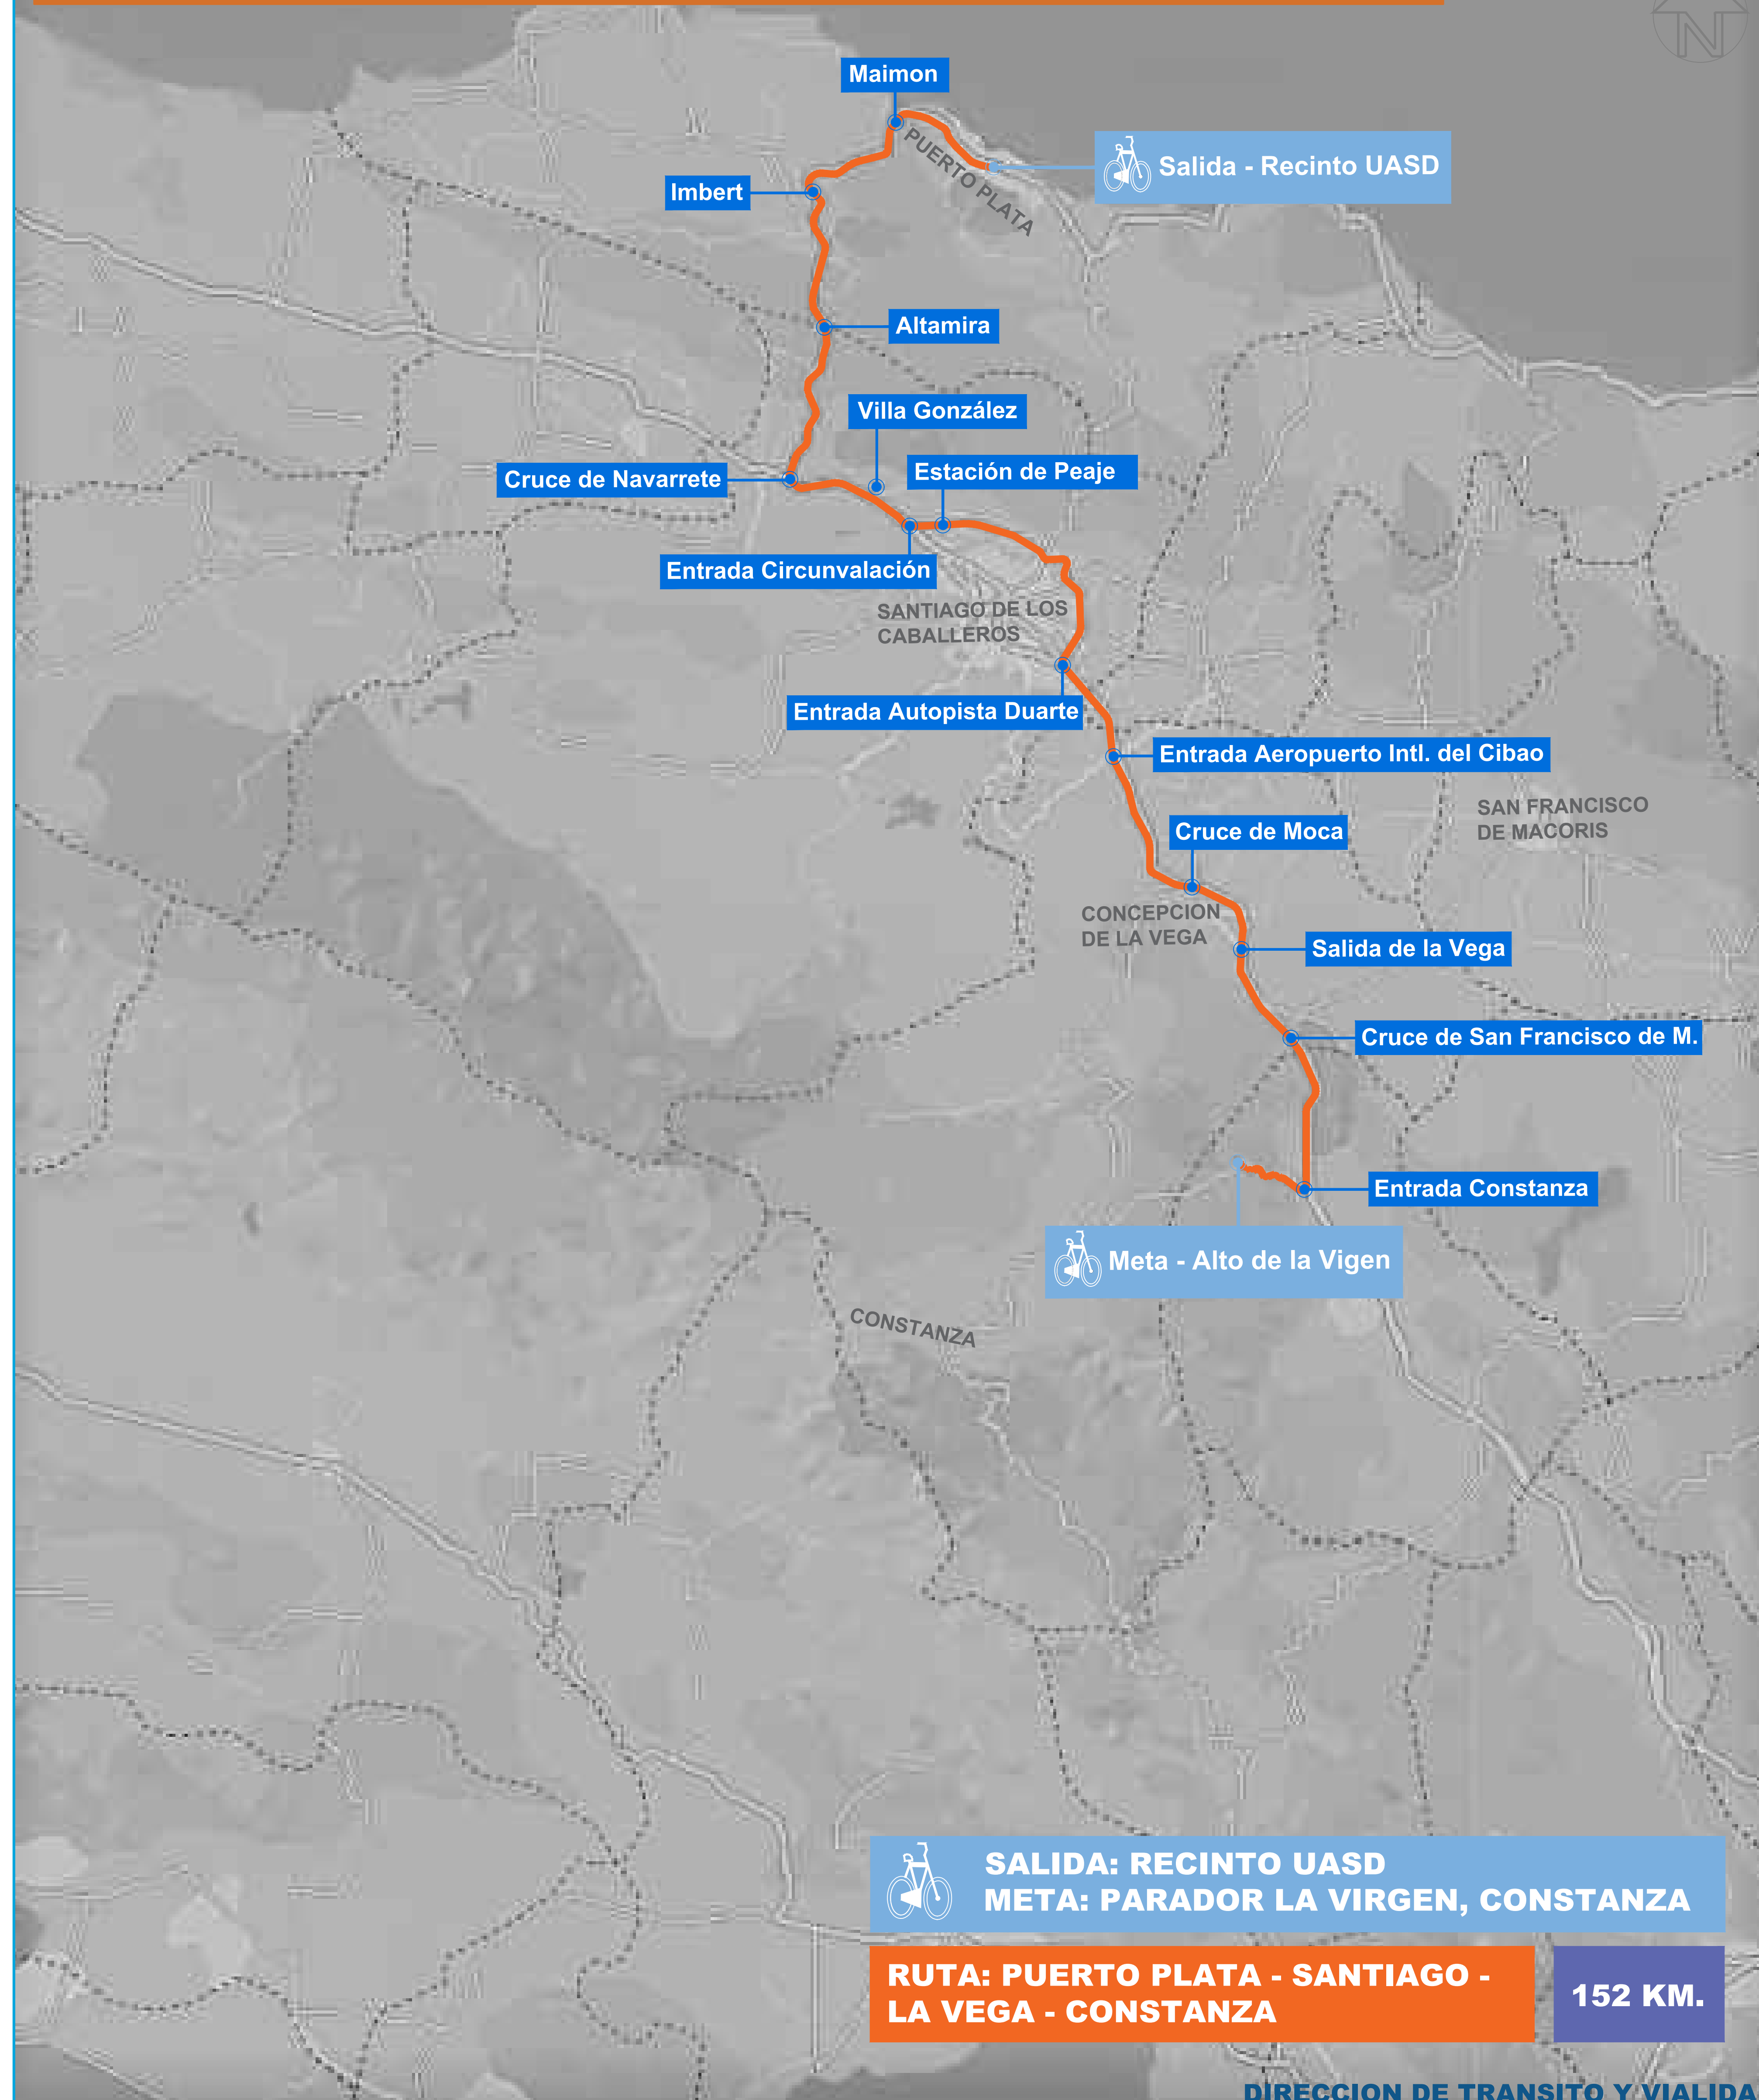 N
Maimon
Salida - Recinto UASD
PUERTO PLATA
Imbert
Altamira
Villa González
Estación de Peaje
Cruce de Navarrete
Entrada Circunvalación
SANTIAGO DE LOS
CABALLEROS
Entrada Autopista Duarte
Entrada Aeropuerto Intl. del Cibao
SAN FRANCISCO
DE MACORIS
Cruce de Moca
CONCEPCION
DE LA VEGA
Salida de la Vega
Cruce de San Francisco de M.
Entrada Constanza
Meta - Alto de la Vigen
CONSTANZA
SALIDA: RECINTO UASD
META: PARADOR LA VIRGEN, CONSTANZA
RUTA: PUERTO PLATA - SANTIAGO -
LA VEGA - CONSTANZA
152 KM.
DIRECCION DE TRANSITO Y VIALIDA